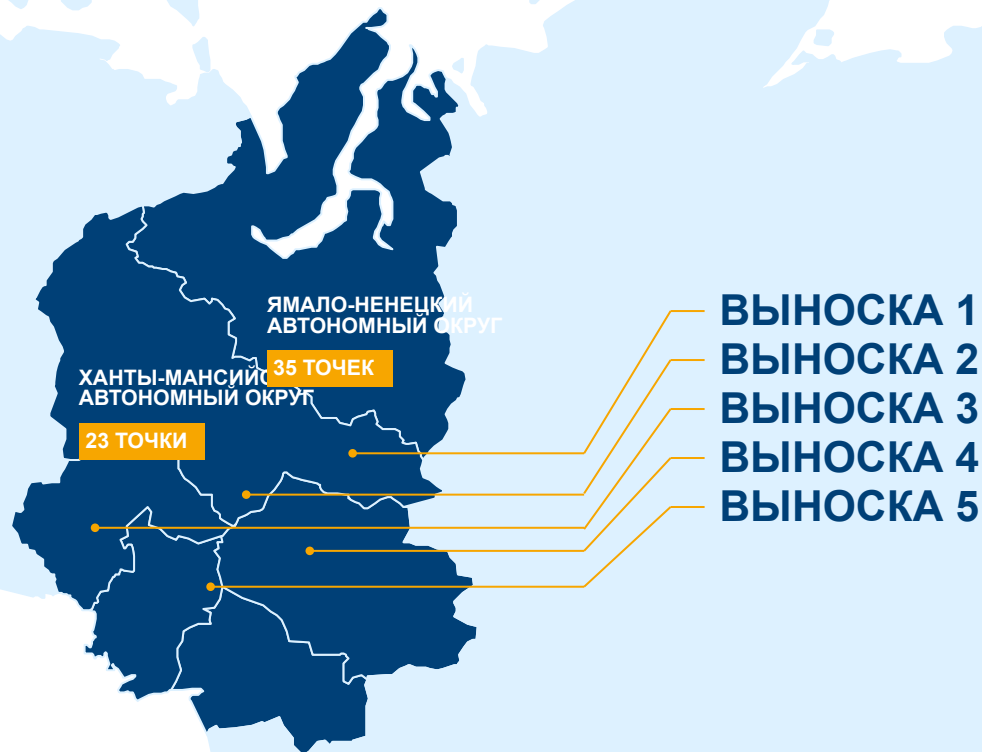 ЯМАЛО-НЕНЕЦКИЙ
АВТОНОМНЫЙ ОКРУГ
35 ТОЧЕК
ХАНТЫ-МАНСИЙС
АВТОНОМНЫЙ ОКРУГ
23 ТОЧКИ
ВЫНОСКА 1
ВЫНОСКА 2
ВЫНОСКА 3
ВЫНОСКА 4
ВЫНОСКА 5